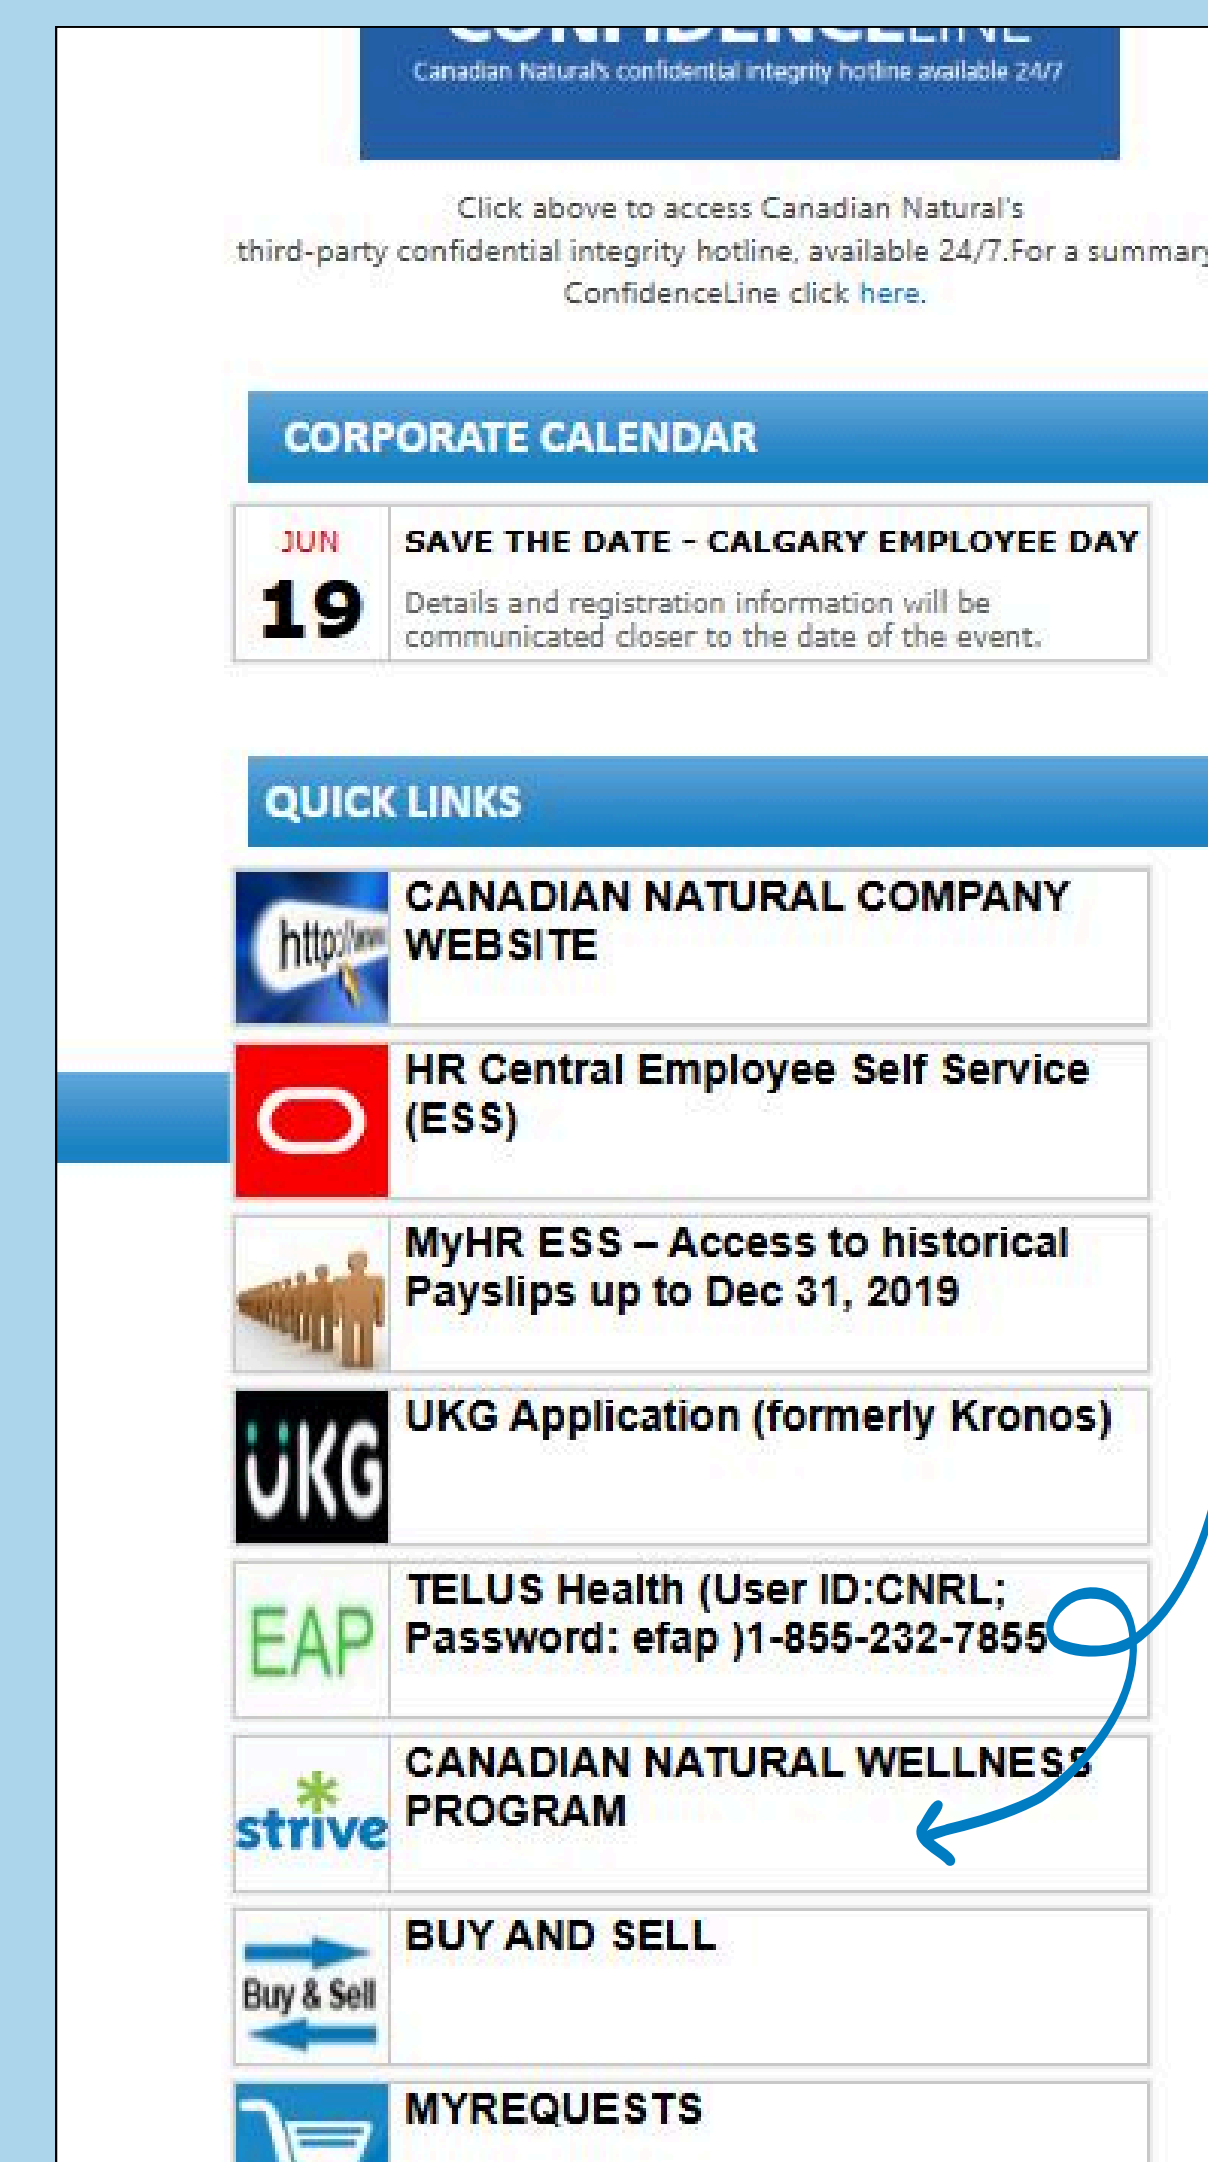 CONFIDENCELINE
Canadian Natural's confidential integrity hotline available 24/7
Click above to access Canadian Natural's
third-party confidential integrity hotline, available 24/7.For a summary
ConfidenceLine click here.
CORPORATE CALENDAR
JUN
19
SAVE THE DATE - CALGARY EMPLOYEE DAY
Details and registration information will be
communicated closer to the date of the event.
QUICK LINKS
http://www
CANADIAN NATURAL COMPANY
WEBSITE
HR Central Employee Self Service
(ESS)
MyHR ESS – Access to historical
Payslips up to Dec 31, 2019
UKG
UKG Application (formerly Kronos)
EAP
TELUS Health (User ID:CNRL;
Password: efap )1-855-232-7855
strive
CANADIAN NATURAL WELLNESS
PROGRAM
Buy & Sell
BUY AND SELL
MYREQUESTS